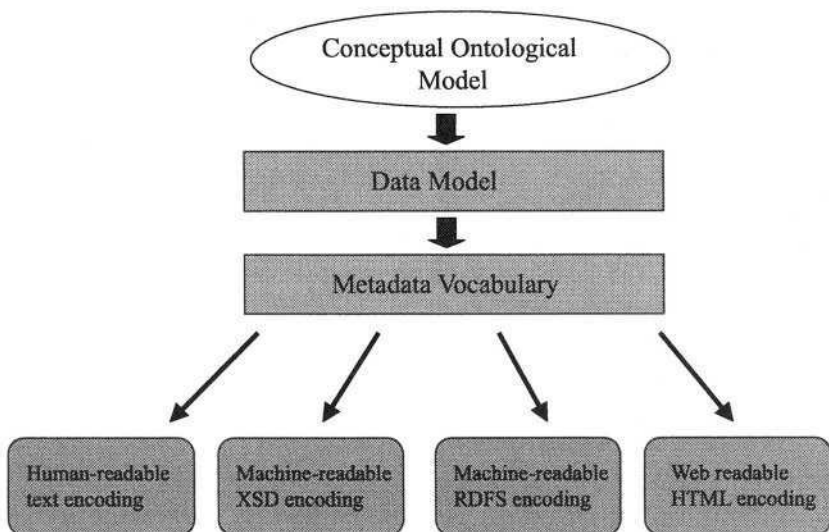 Conceptual Ontological
Model
Data Model
Metadata Vocabulary
Human-readable
text encoding
Machine-readable
XSD encoding
Machine-readable
RDFS encoding
Web readable
HTML encoding